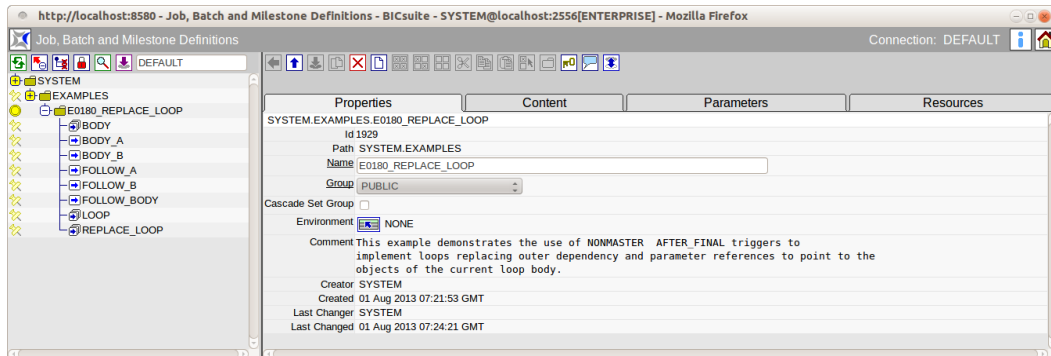 http://localhost:8580 - Job, Batch and Milestone Definitions - BICsuite - SYSTEM@localhost:2556[ENTERPRISE] - Mozilla Firefox
Job, Batch and Milestone Definitions
Connection: DEFAULT
DEFAULT
SYSTEM
EXAMPLES
E0180_REPLACE_LOOP
BODY
BODY_A
BODY_B
FOLLOW_A
FOLLOW_B
FOLLOW_BODY
LOOP
REPLACE_LOOP
Properties
Content
Parameters
Resources
SYSTEM.EXAMPLES.E0180_REPLACE_LOOP
Id 1929
Path SYSTEM.EXAMPLES
Name E0180_REPLACE_LOOP
Group PUBLIC
Cascade Set Group
Environment NONE
Comment This example demonstrates the use of NONMASTER  AFTER_FINAL triggers to
implement loops replacing outer dependency and parameter references to point to the
objects of the current loop body.
Creator SYSTEM
Created 01 Aug 2013 07:21:53 GMT
Last Changer SYSTEM
Last Changed 01 Aug 2013 07:24:21 GMT